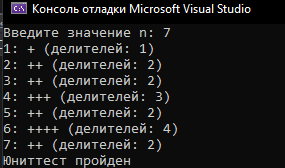 Консоль отладки Microsoft Visual Studio
Введите значение n: 7
1: + (делителей: 1)
2: ++ (делителей: 2)
3: ++ (делителей: 2)
4: +++ (делителей: 3)
5: ++ (делителей: 2)
6: ++++ (делителей: 4)
7: ++ (делителей: 2)
Юниттест пройден